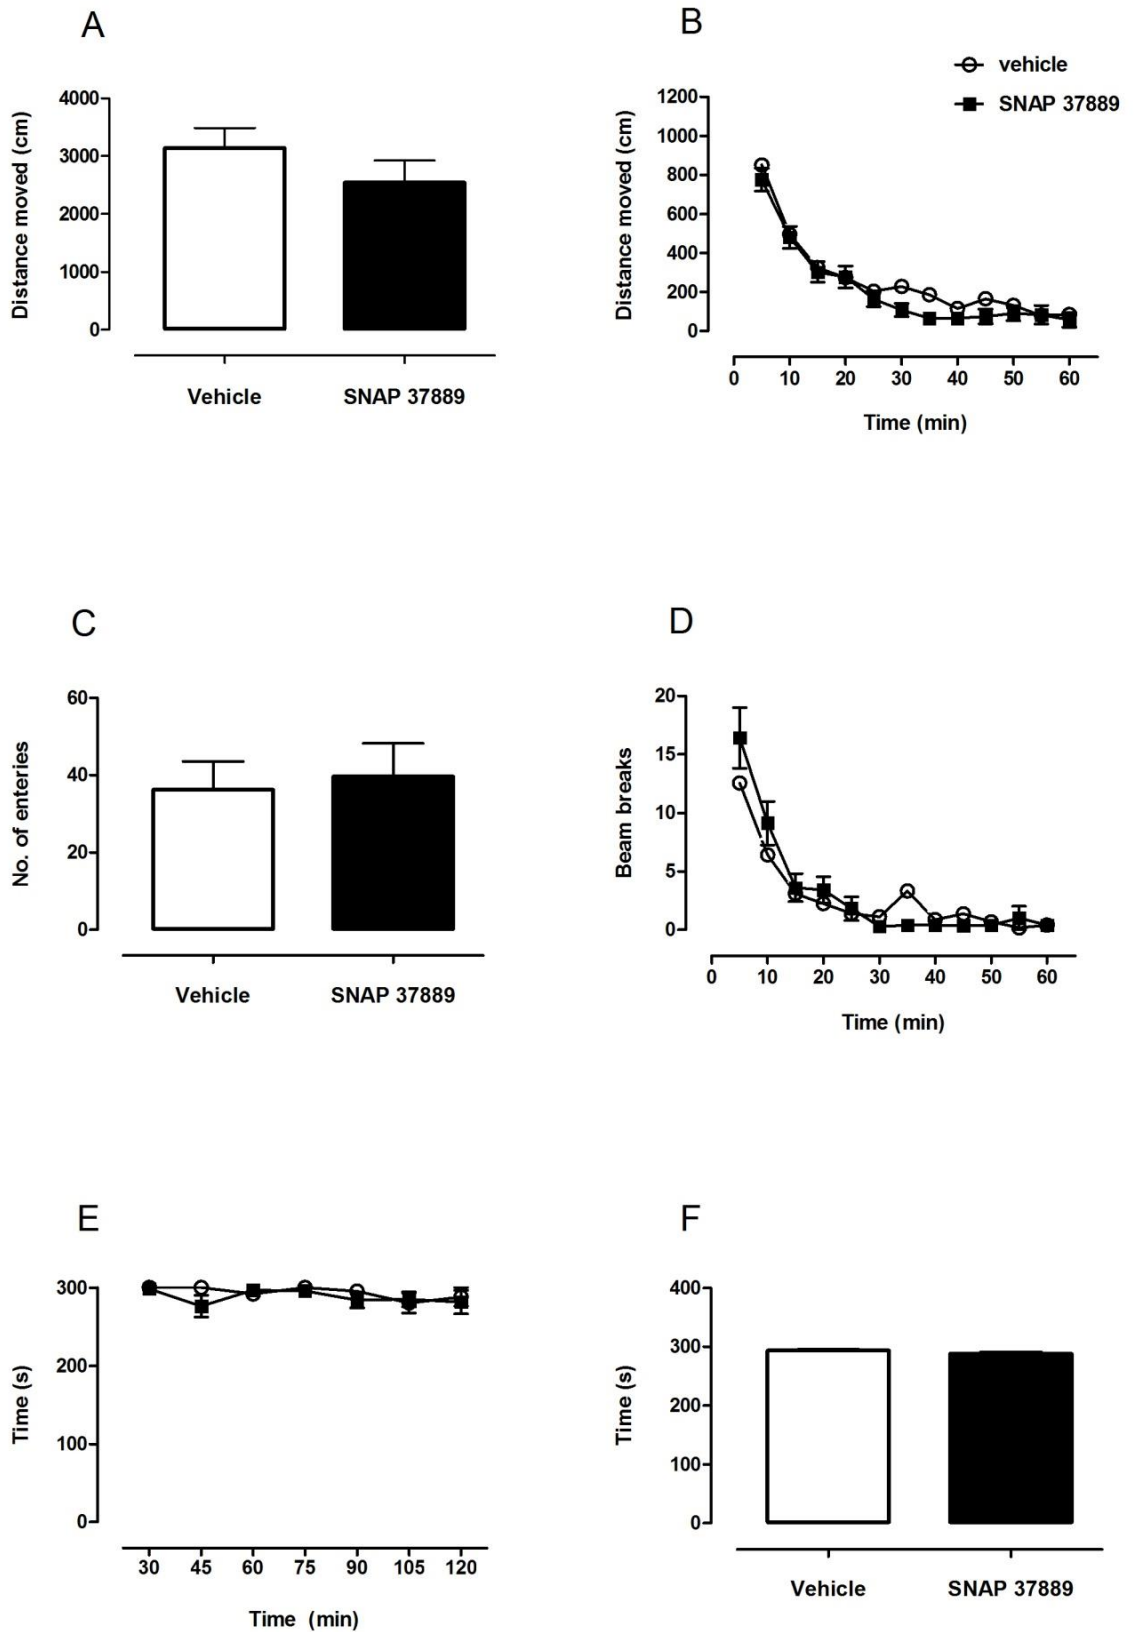 A
Distance moved (cm)
4000
3000
2000
1000
0
Vehicle SNAP 37889
B
vehicle
SNAP 37889
Distance moved (cm)
1200
1000
800
600
400
200
0
0 10 20 30 40 50 60
Time (min)
C
No. of enteries
60
40
20
0
Vehicle SNAP 37889
D
Beam breaks
20
15
10
5
0
0 10 20 30 40 50 60
Time (min)
E
Time (s)
300
200
100
0
30 45 60 75 90 105 120
Time (min)
F
Time (s)
400
300
200
100
0
Vehicle SNAP 37889